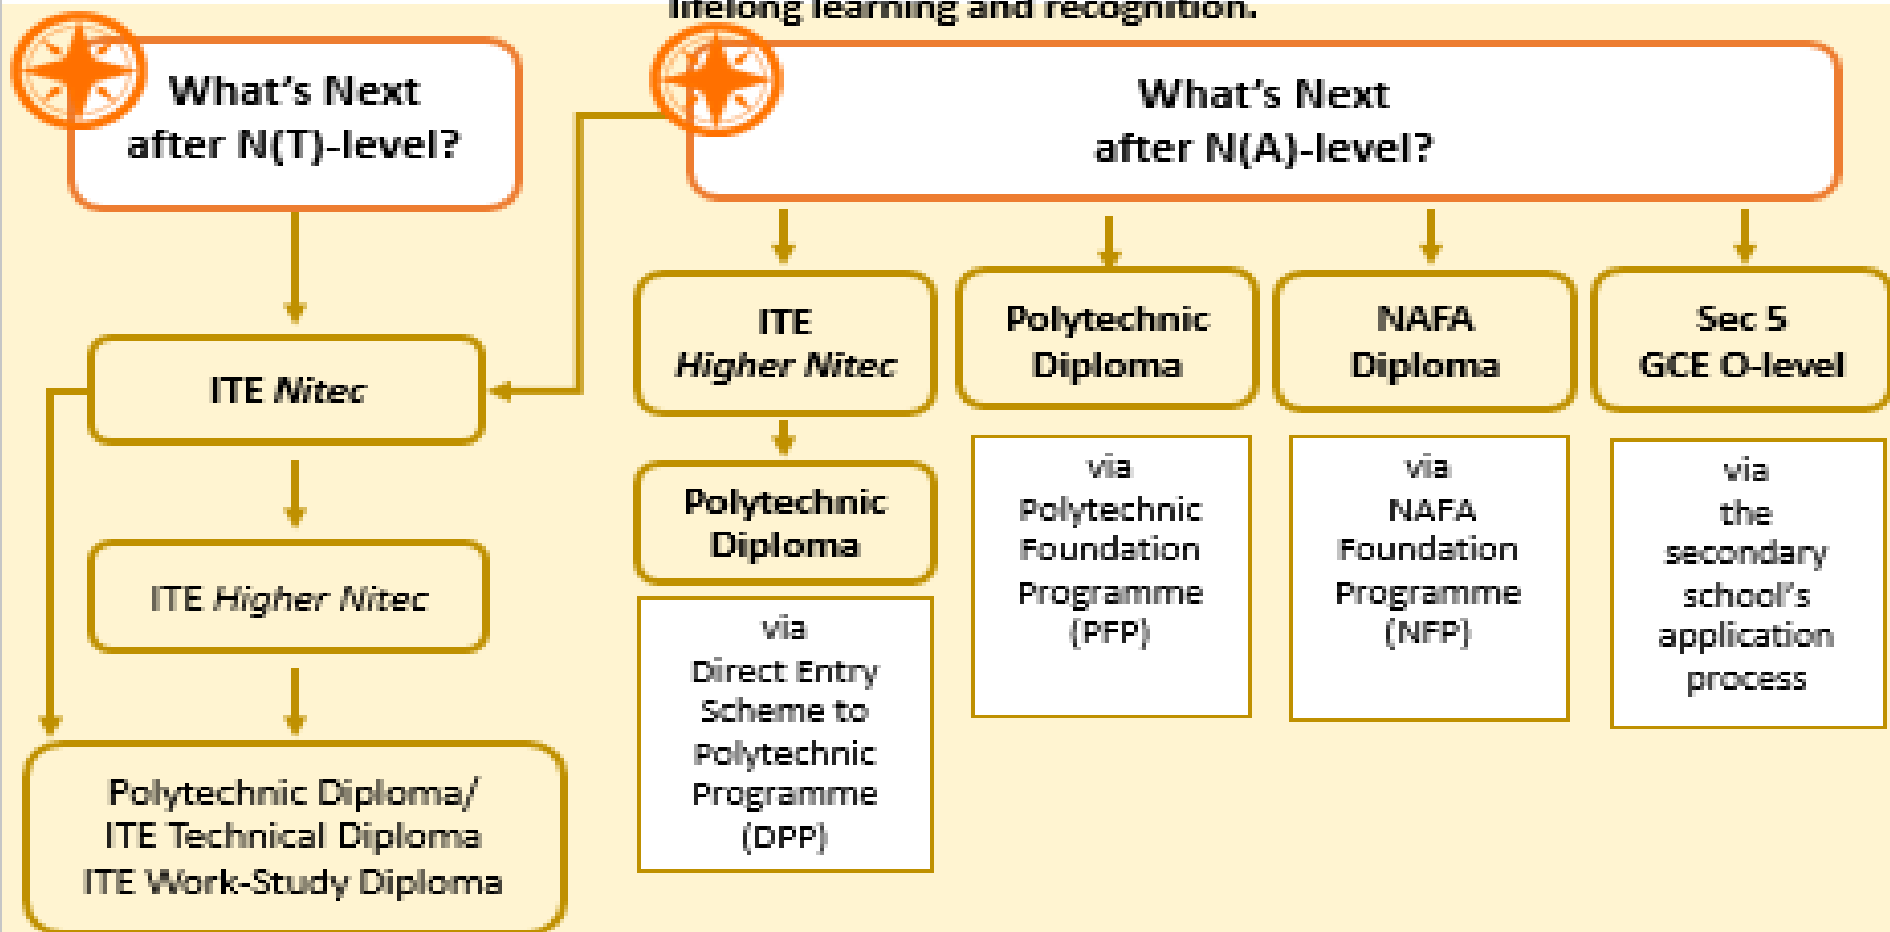 lifelong learning and recognition.
What's Next
after N(T)-level?
What's Next
after N(A)-level?
ITE Nitec
ITE Higher Nitec
Polytechnic Diploma/
ITE Technical Diploma
ITE Work-Study Diploma
ITE
Higher Nitec
Polytechnic
Diploma
via
Direct Entry
Scheme to
Polytechnic
Programme
(DPP)
Polytechnic
Diploma
via
Polytechnic
Foundation
Programme
(PFP)
NAFA
Diploma
via
NAFA
Foundation
Programme
(NFP)
Sec 5
GCE O-level
via
the
secondary
school's
application
process